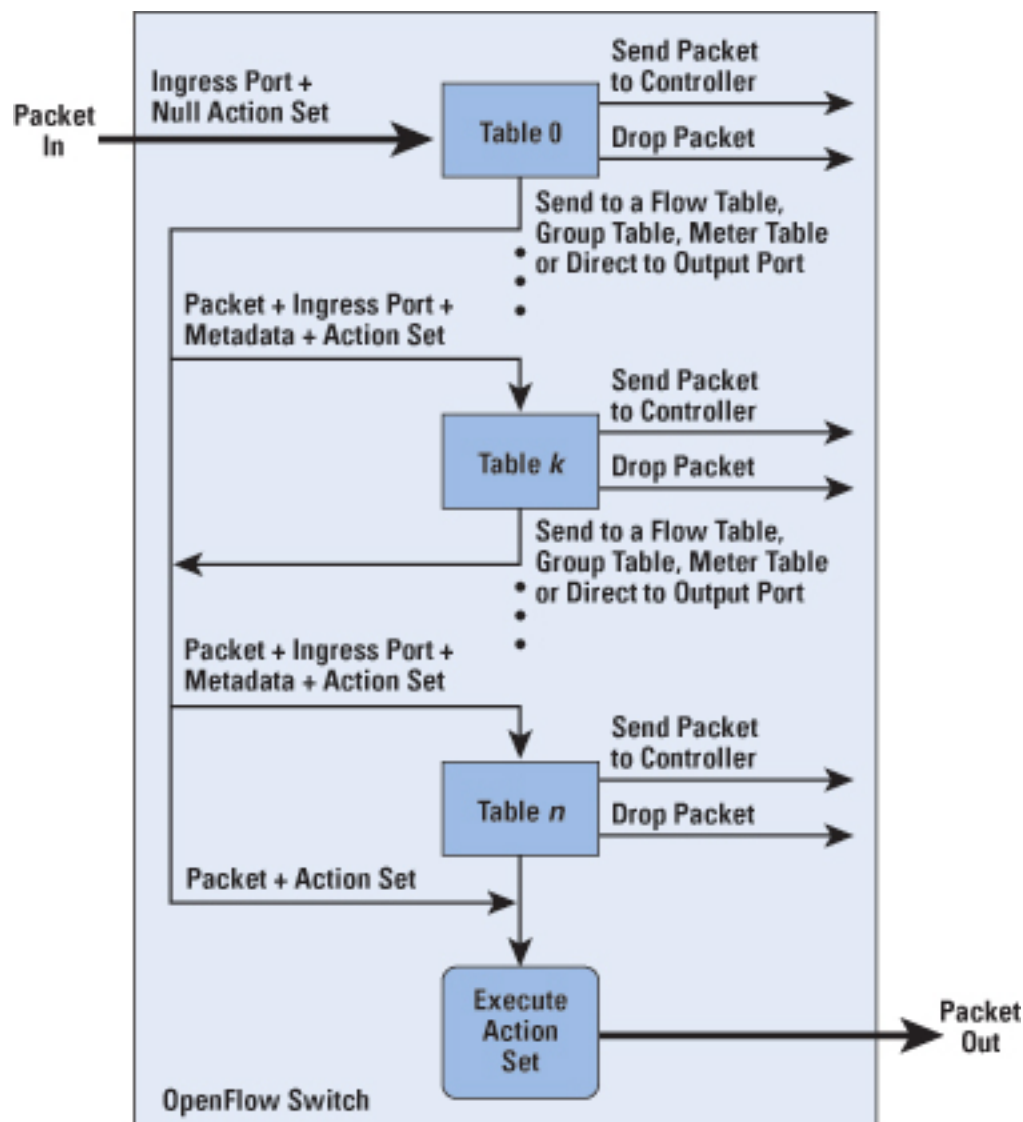 Packet
In
Ingress Port +
Null Action Set
Table 0
Send Packet
to Controller
Drop Packet
Send to a Flow Table,
Group Table, Meter Table
or Direct to Output Port
Packet + Ingress Port +
Metadata + Action Set
Table k
Send Packet
to Controller
Drop Packet
Send to a Flow Table,
Group Table, Meter Table
or Direct to Output Port
Packet + Ingress Port +
Metadata + Action Set
Table n
Send Packet
to Controller
Drop Packet
Packet + Action Set
Execute
Action
Set
Packet
Out
OpenFlow Switch